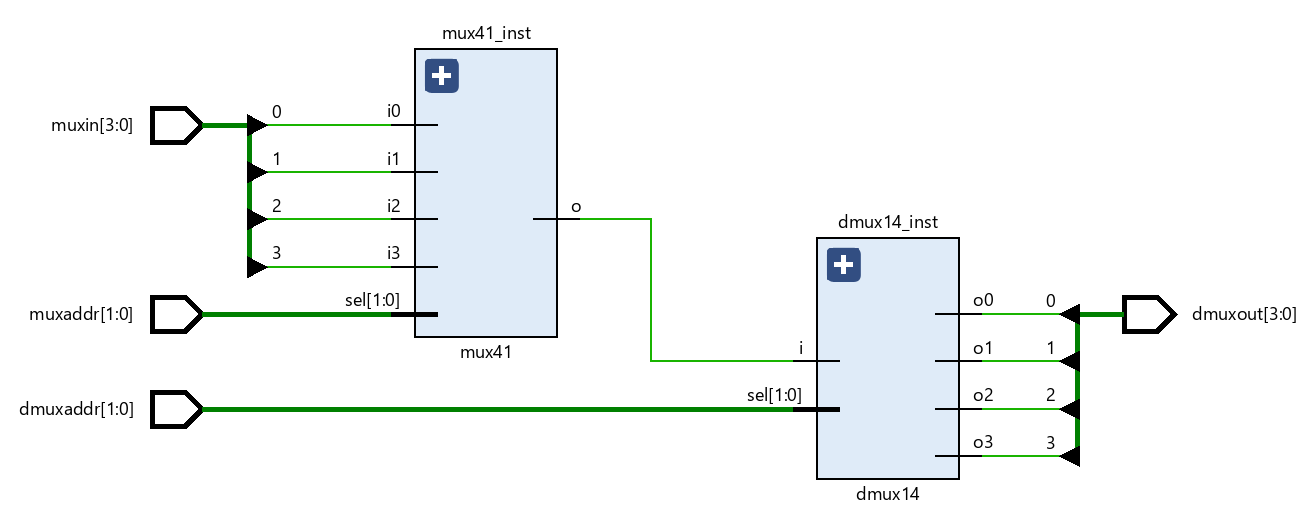 mux41_inst
muxin[3:0]
0
i0
1
i1
2
i2
3
i3
muxaddr[1:0]
sel[1:0]
o
mux41
dmuxaddr[1:0]
dmux14_inst
i
sel[1:0]
o0
0
o1
1
o2
2
o3
3
dmux14
dmuxout[3:0]